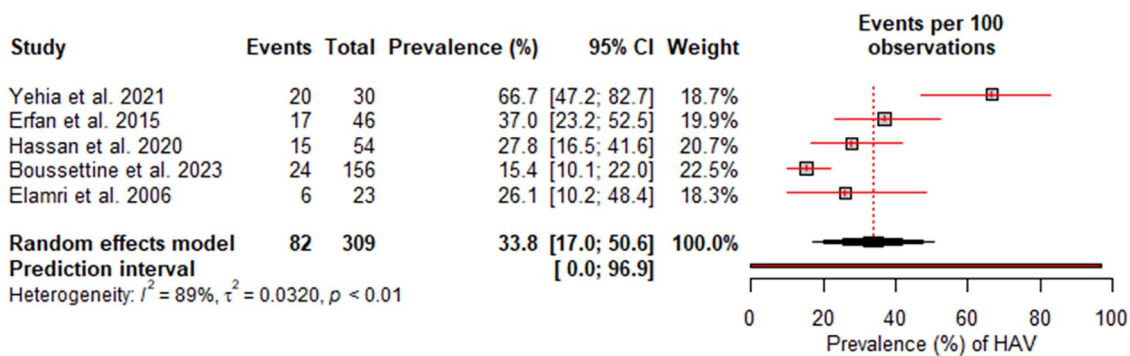 Events per 100
observations
Study Events Total Prevalence (%) 95% CI Weight
Yehia et al. 2021 20 30 66.7 [47.2; 82.7] 18.7%
Erfan et al. 2015 17 46 37.0 [23.2; 52.5] 19.9%
Hassan et al. 2020 15 54 27.8 [16.5; 41.6] 20.7%
Boussettine et al. 2023 24 156 15.4 [10.1; 22.0] 22.5%
Elamri et al. 2006 6 23 26.1 [10.2; 48.4] 18.3%
Random effects model 82 309 33.8 [17.0; 50.6] 100.0%
Prediction interval [ 0.0; 96.9]
Heterogeneity: I² = 89%, τ² = 0.0320, p < 0.01
0 20 40 60 80 100
Prevalence (%) of HAV